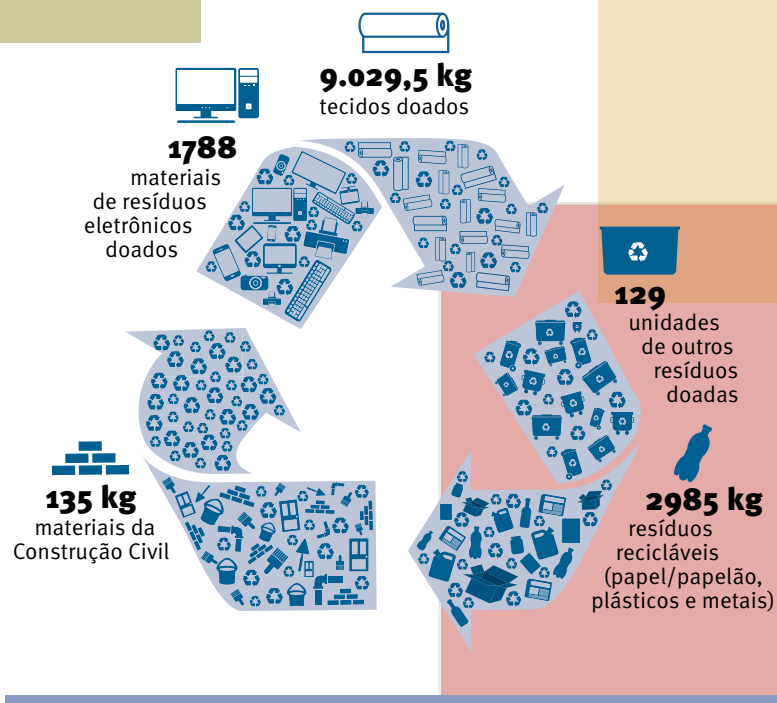 9.029,5 kg
tecidos doados
1788
materiais
de resíduos
eletrônicos
doados
129
unidades
de outros
resíduos
doadas
2985 kg
resíduos
recicláveis
(papel/papelão,
plásticos e metais)
135 kg
materiais da
Construção Civil